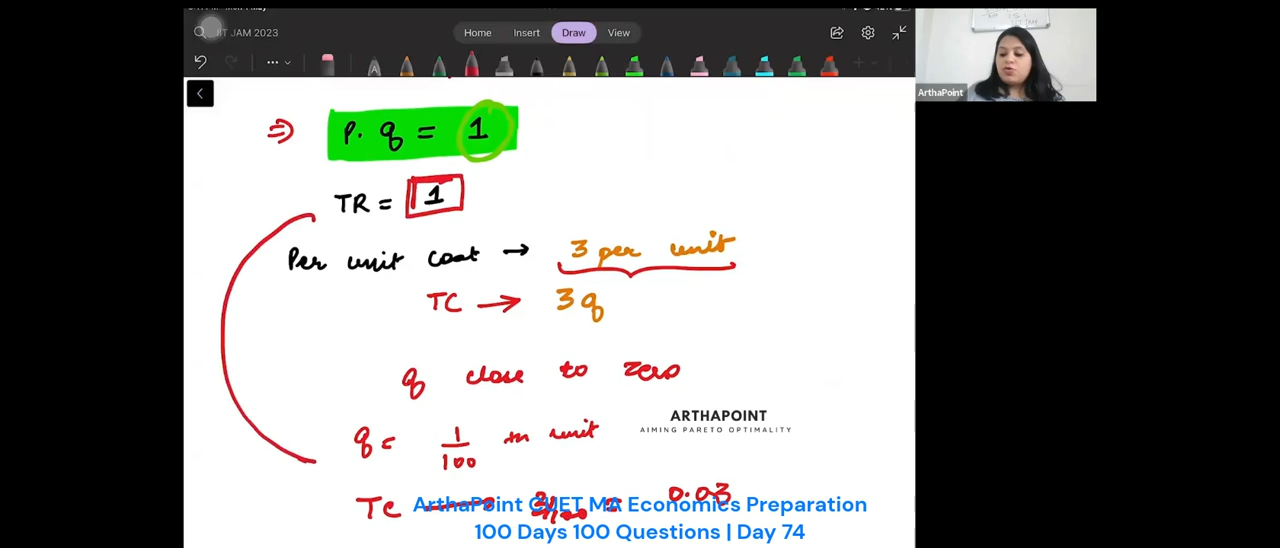 IIT JAM 2023
Home Insert Draw View
ArthaPoint
⇒ P. q = 1
TR = 1
Per unit cost → 3 per unit
TC → 3q
q close to zero
ARTHAPOINT
AIMING PARETO OPTIMALITY
q = 1/100 th unit
TC 3/100 = 0.03
ArthaPoint CUET MA Economics Preparation
100 Days 100 Questions | Day 74